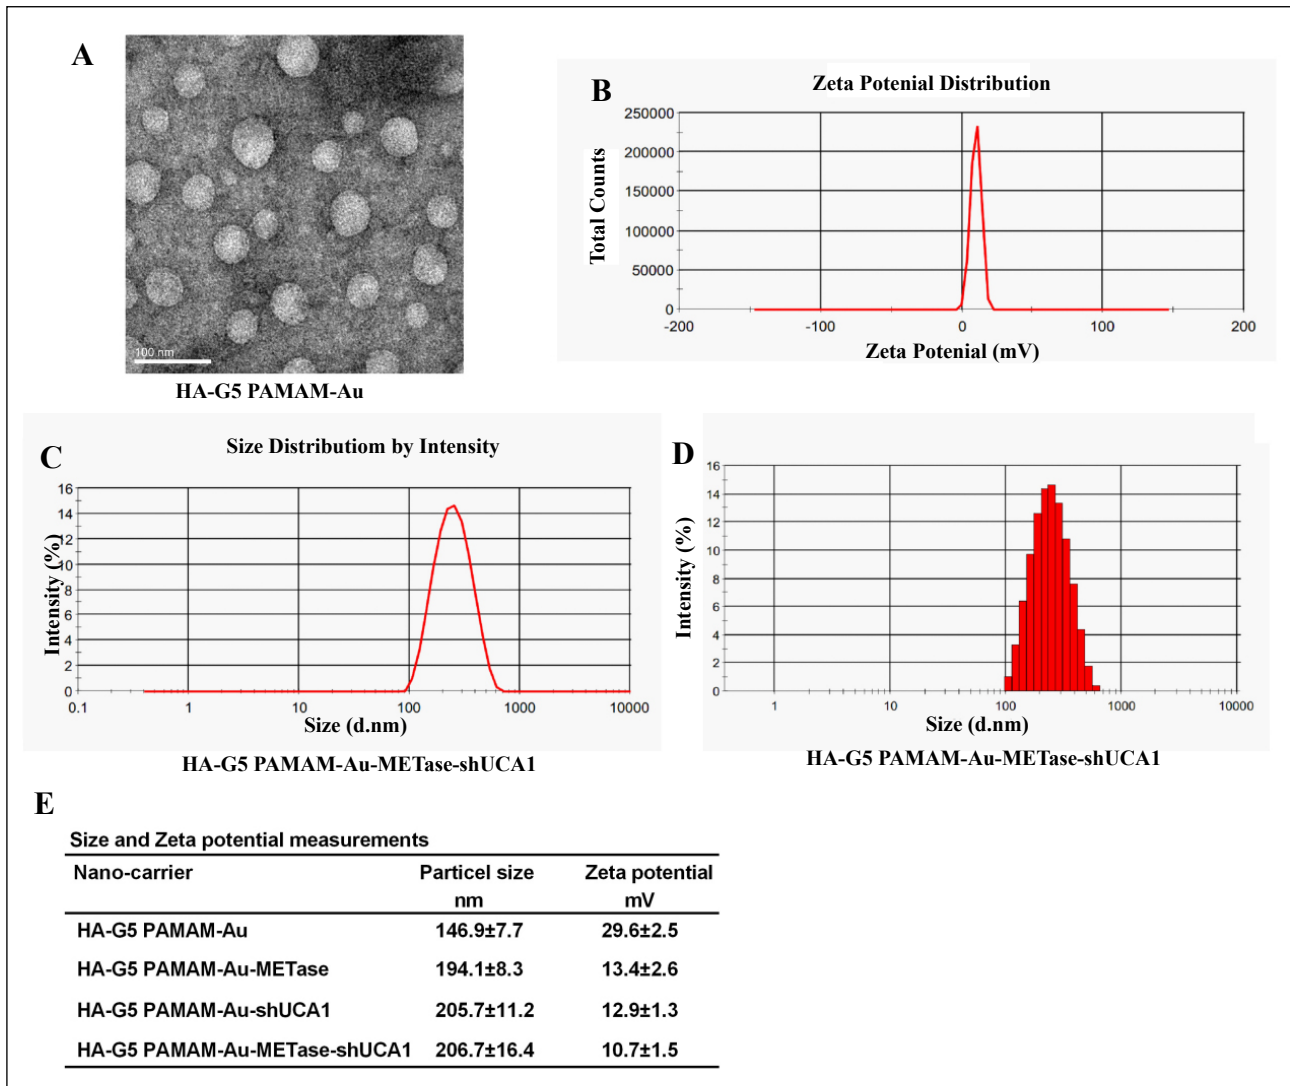 A
100 nm
HA-G5 PAMAM-Au
B
Zeta Potenial Distribution
Total Counts
250000
200000
150000
100000
50000
0
-200 -100 0 100 200
Zeta Potenial (mV)
C
Size Distributiom by Intensity
Intensity (%)
16
14
12
10
8
6
4
2
0
0.1 1 10 100 1000 10000
Size (d.nm)
HA-G5 PAMAM-Au-METase-shUCA1
D
Intensity (%)
16
14
12
10
8
6
4
2
0
1 10 100 1000 10000
Size (d.nm)
HA-G5 PAMAM-Au-METase-shUCA1
E
Size and Zeta potential measurements
Nano-carrier Particel size Zeta potential
nm mV
HA-G5 PAMAM-Au 146.9±7.7 29.6±2.5
HA-G5 PAMAM-Au-METase 194.1±8.3 13.4±2.6
HA-G5 PAMAM-Au-shUCA1 205.7±11.2 12.9±1.3
HA-G5 PAMAM-Au-METase-shUCA1 206.7±16.4 10.7±1.5